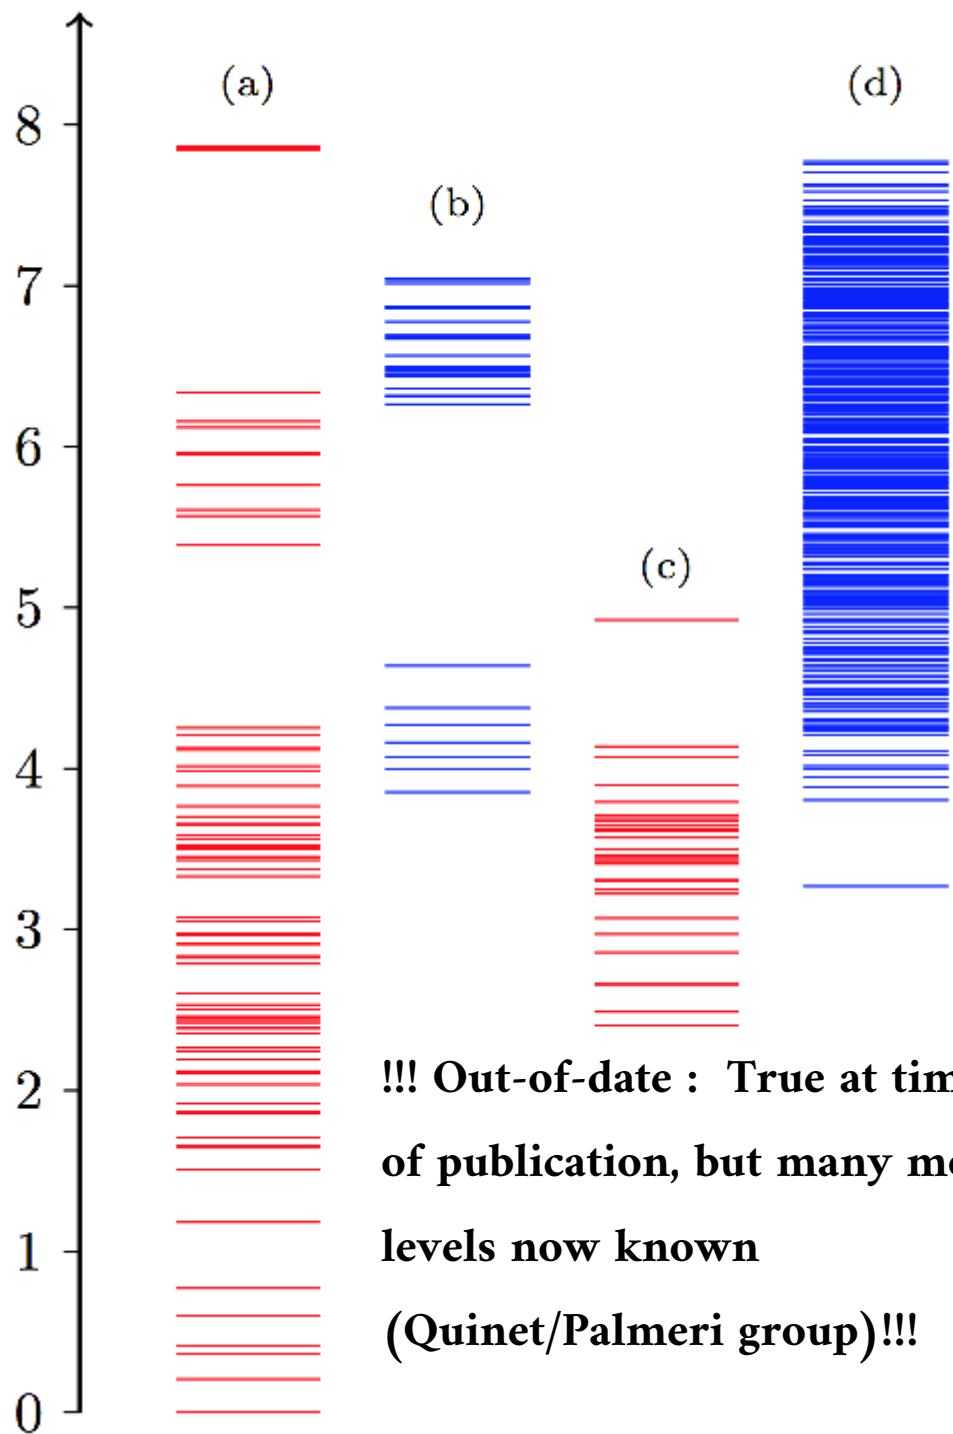 (a)
(d)
8
(b)
7
6
(c)
5
4
3
!!! Out-of-date : True at
2
of publication, but many
levels now known
1
(Quinet/Palmeri group)!!!
0